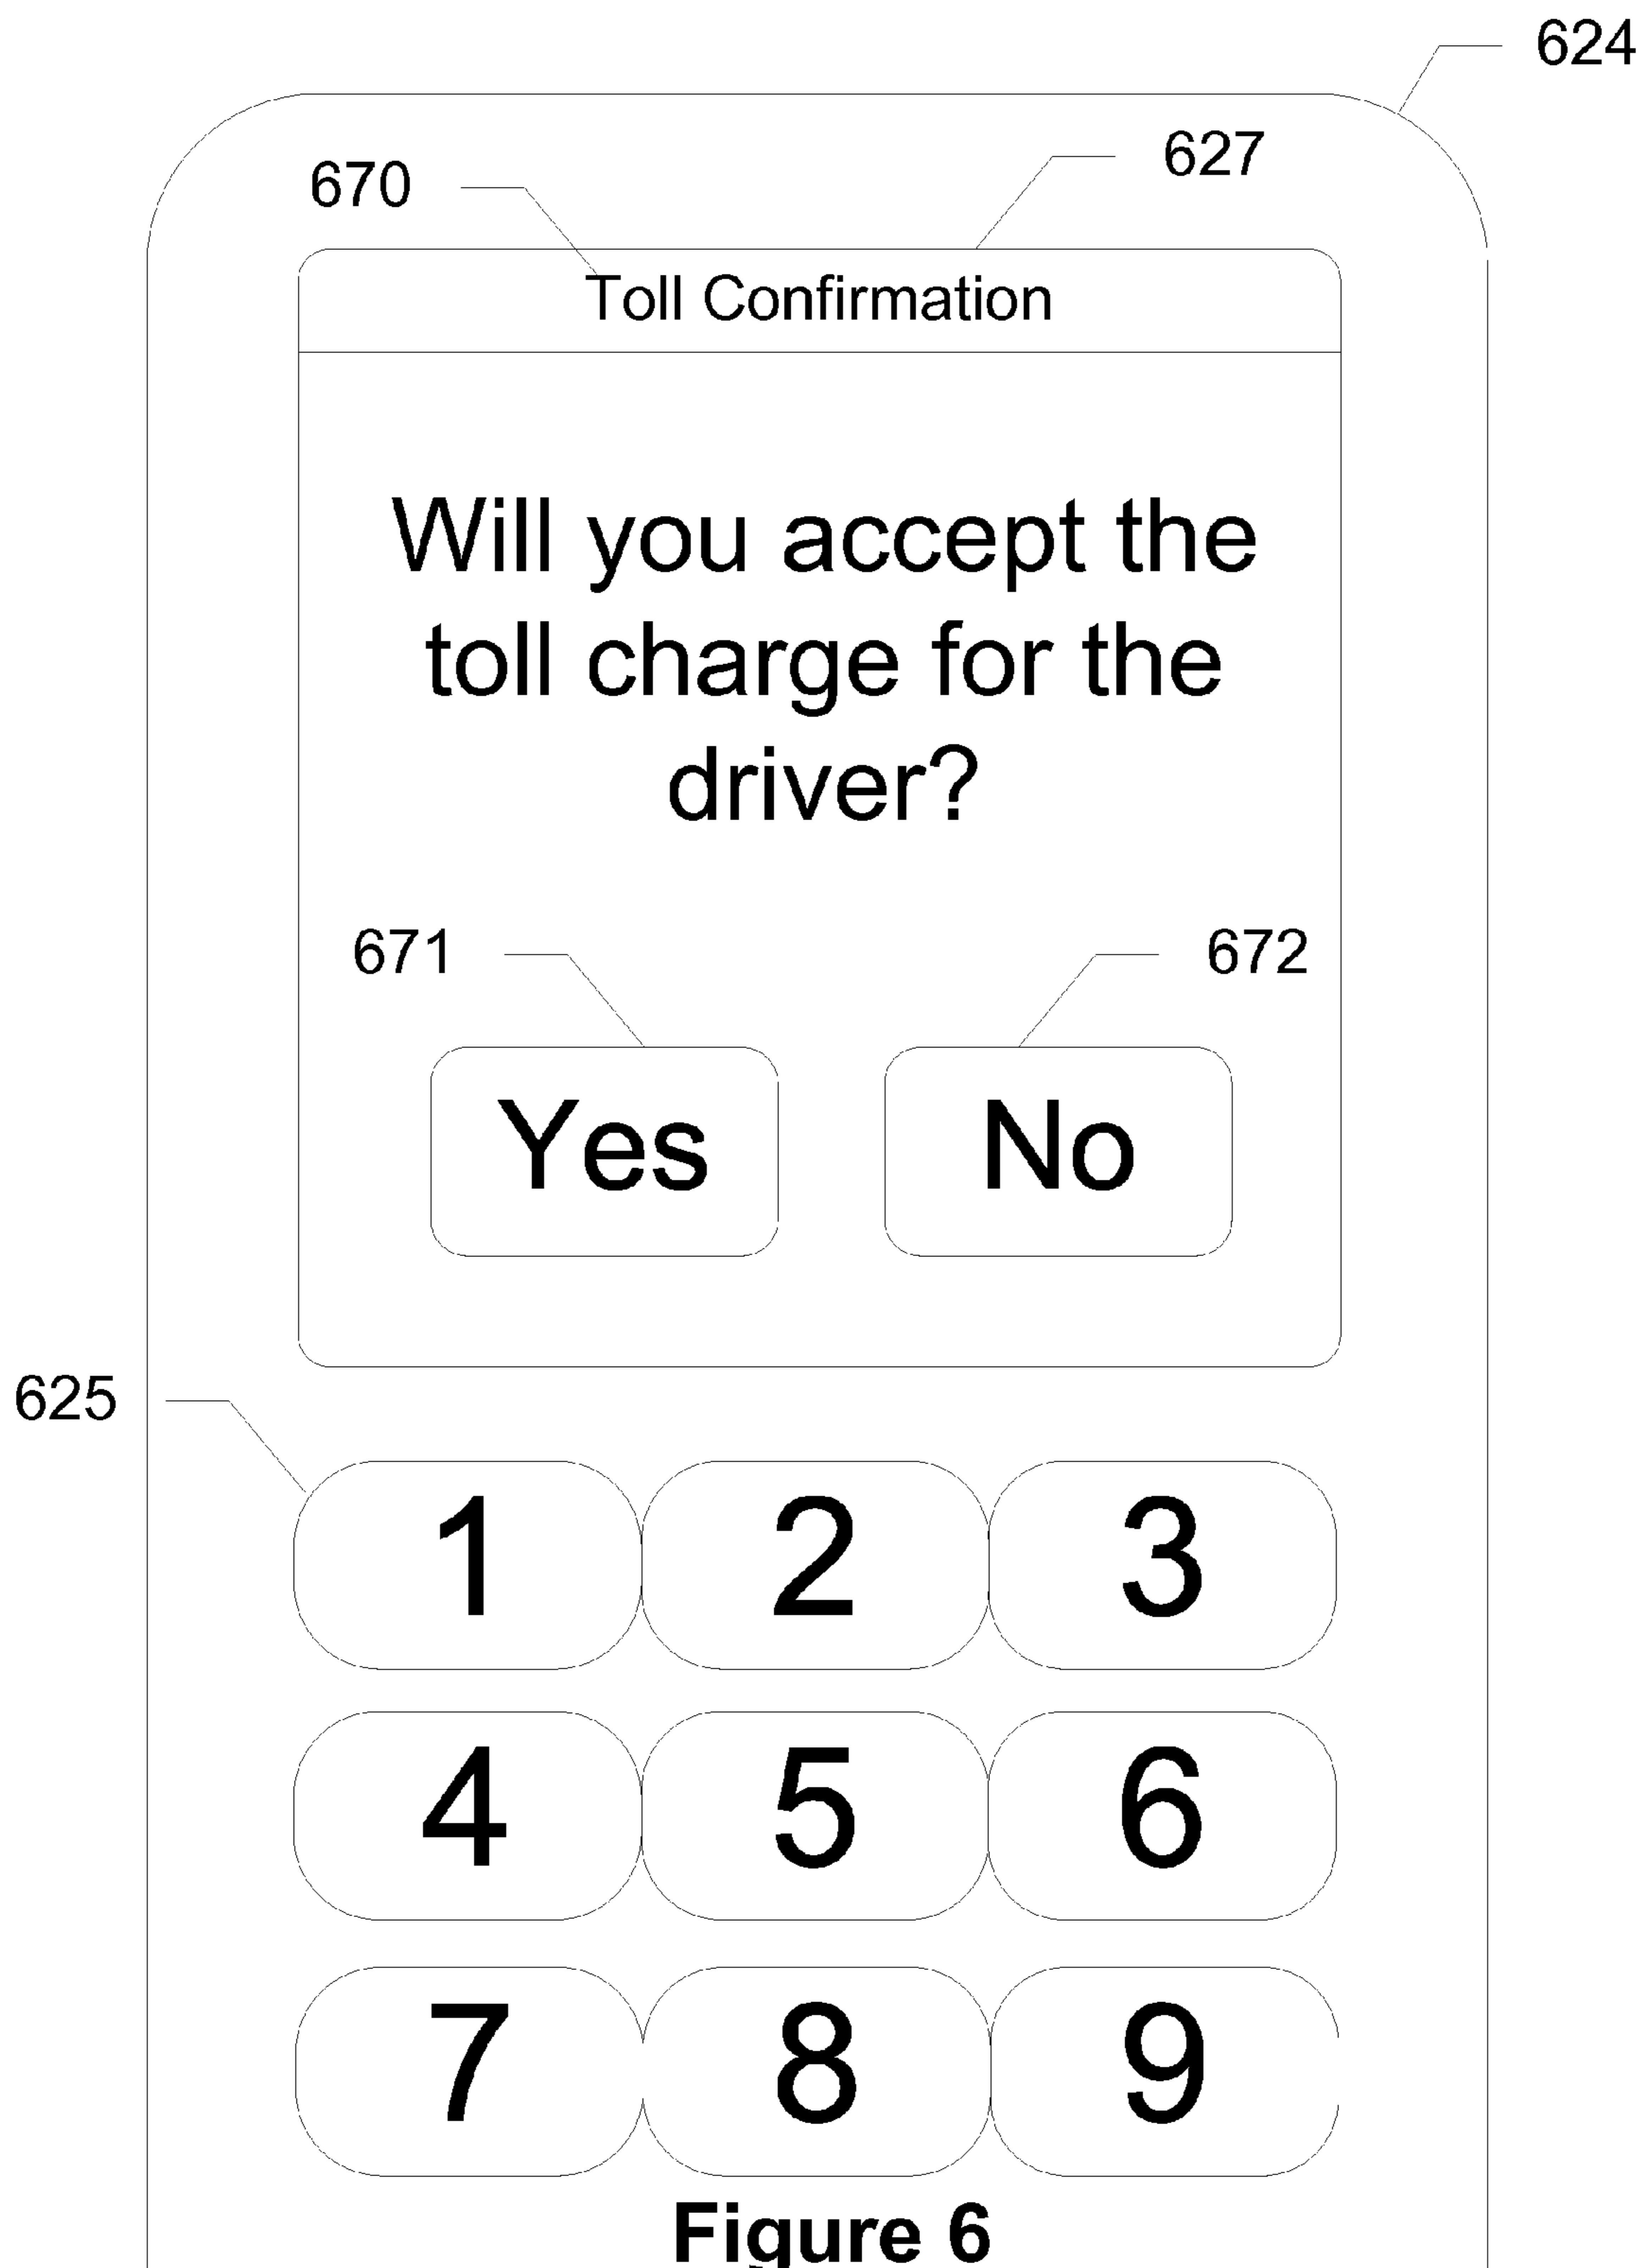 624
627
670
Toll Confirmation
Will you accept the
toll charge for the
driver?
671
672
Yes No
625
1 2 3
4 5 6
7 8 9
Figure 6